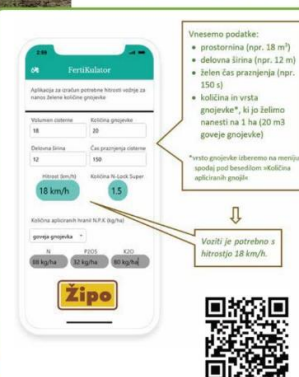 2:00
FertiKulator
Aplikacija za izračun potrebne hitrosti vožnje za
nanos želene količine gnojevke
Volumen cisterne
Količina gnojevke
18
20
Delovna širina
Čas praznjenja cisterne
12
150
Hitrost (km/h)
Količina N-Lock Super
18 km/h
1.5
Količina apliciranih hranil N.P.K (kg/ha)
goveja gnojevka
N
P2O5
K2O
88 kg/ha
32 kg/ha
80 kg/ha
Žipo
Vnesemo podatke:
• prostornina (npr. 18 m³)
• delovna širina (npr. 12 m)
• želen čas praznjenja (npr.
150 s)
• količina in vrsta
gnojevke*, ki jo želimo
nanesti na 1 ha (20 m3
goveje gnojevke)
*vrsto gnojevke izberemo na meniju
spodaj pod besedilom »Količina
apliciranih gnojil«
Voziti je potrebno s
hitrostjo 18 km/h.